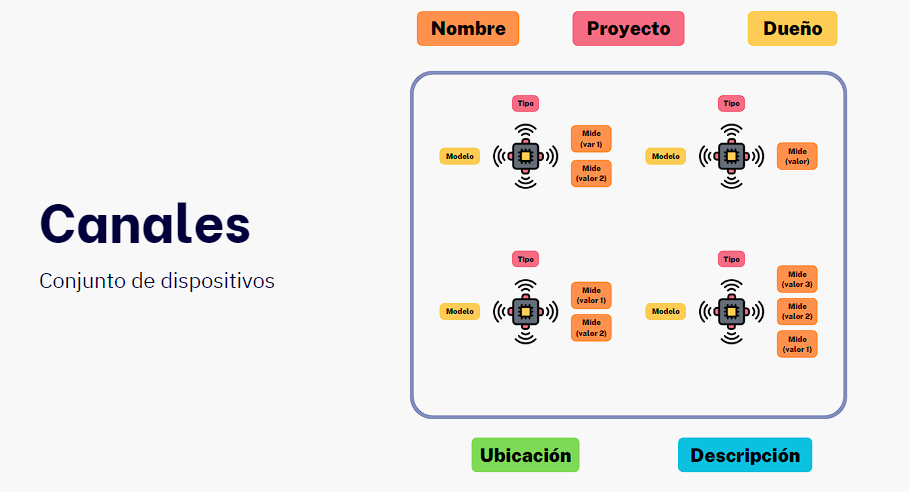 Nombre
Proyecto
Dueño
Canales
Conjunto de dispositivos
Tipo
Modelo
Mide
(var 1)
Mide
(valor 2)
Tipo
Modelo
Mide
(valor)
Tipo
Modelo
Mide
(valor 1)
Mide
(valor 2)
Tipo
Modelo
Mide
(valor 3)
Mide
(valor 2)
Mide
(valor 1)
Ubicación
Descripción